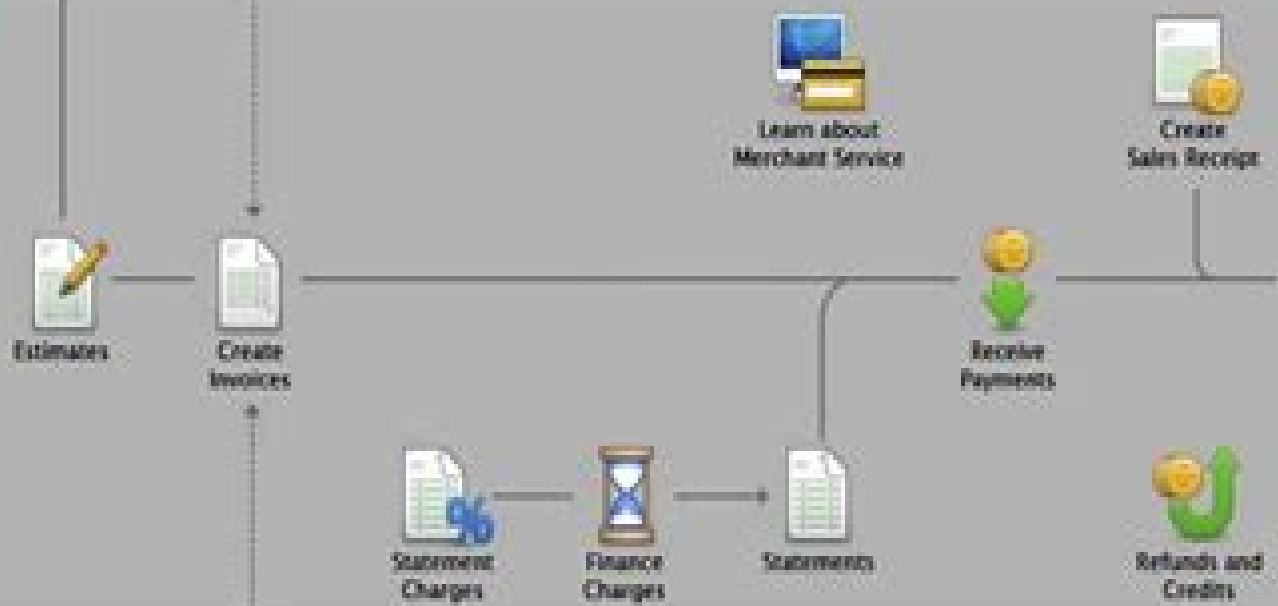 Learn about
Merchant Service
Create
Sales Receipt
Estimates
Create
Invoices
Receive
Payments
Statement
Charges
Finance
Charges
Statements
Refunds and
Credits